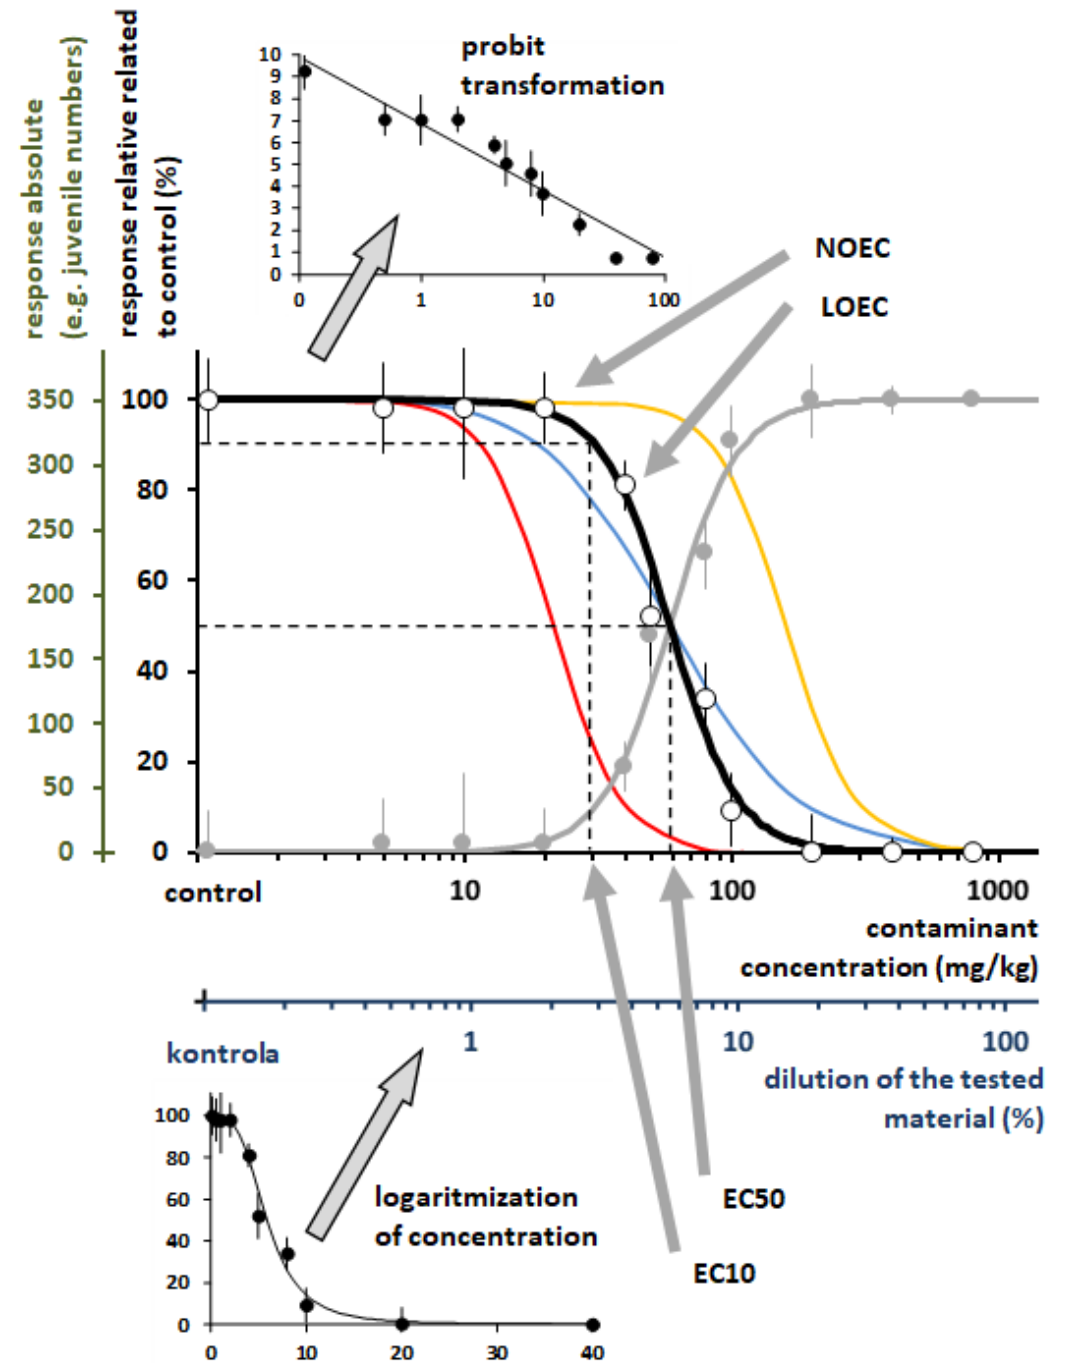 response absolute
(e.g. juvenile numbers)
response relative related
to control (%)
probit
transformation
10
9
8
7
6
5
4
3
2
1
0
0 1 10 100
NOEC
LOEC
350
300
250
200
150
100
50
0
100
80
60
40
20
0
control 10 100 1000
contaminant
concentration (mg/kg)
kontrola 1 10 100
dilution of the tested
material (%)
100
80
60
40
20
0
0 10 20 30 40
logaritmization
of concentration
EC50
EC10